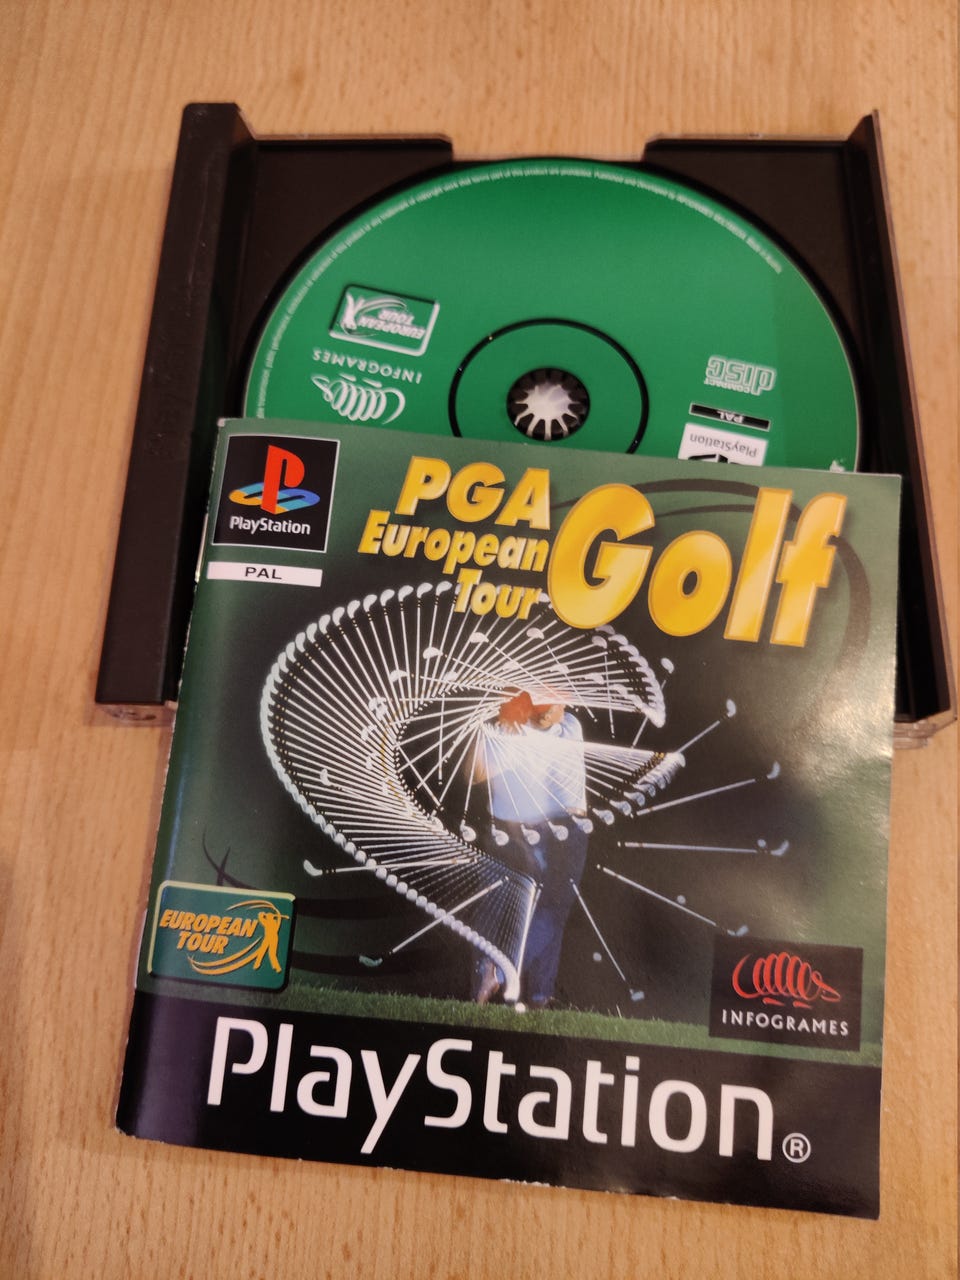 EUROPEAN
TOUR
INFOGRAMES
COMPACT
disc
PAL
PlayStation
PlayStation
PAL
PGA
European
Tour
Golf
EUROPEAN
TOUR
INFOGRAMES
PlayStation®